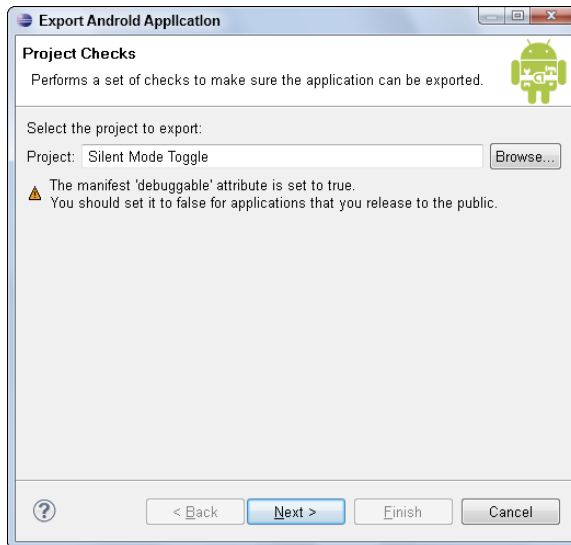 Export Android Application
Project Checks
Performs a set of checks to make sure the application can be exported.
Select the project to export:
Project: Silent Mode Toggle Browse...
The manifest 'debuggable' attribute is set to true.
You should set it to false for applications that you release to the public.
? < Back Next > Finish Cancel